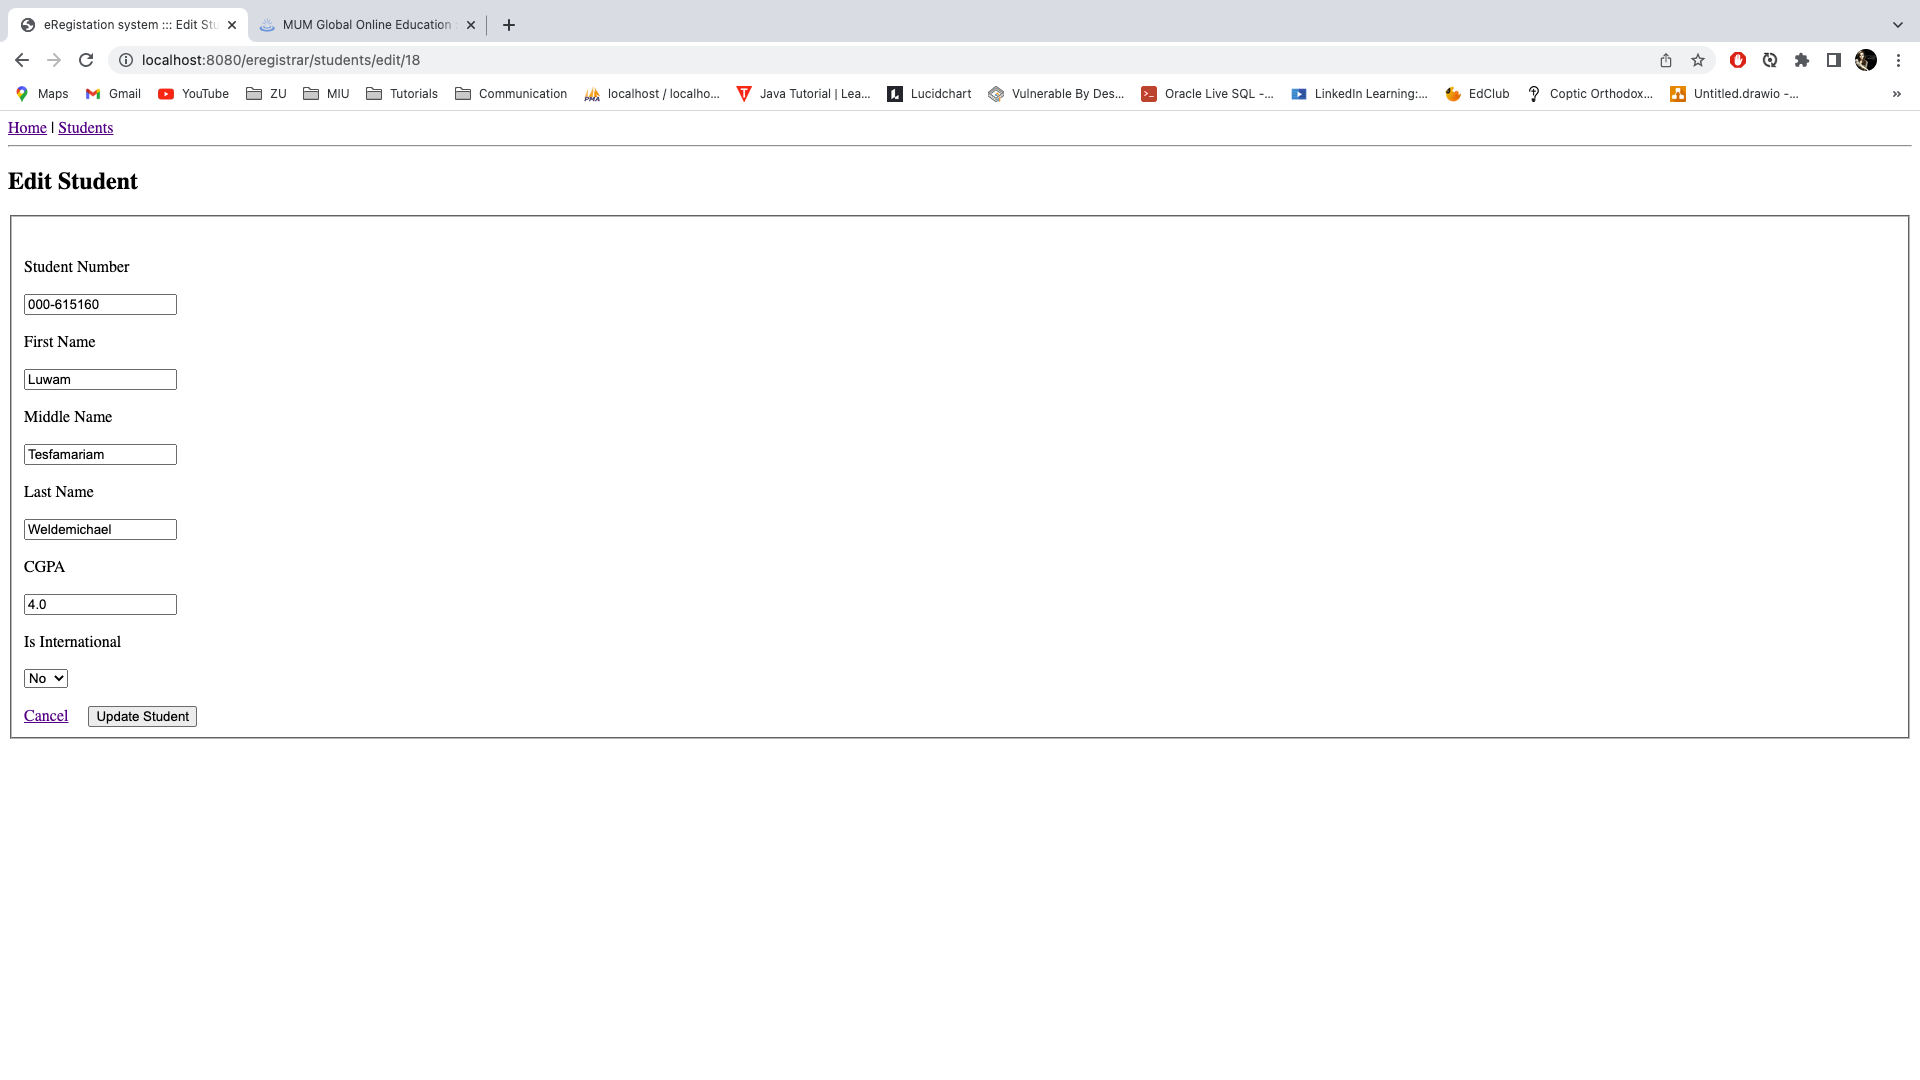 eRegistation system ::: Edit Stu
MUM Global Online Education :
localhost:8080/eregistrar/students/edit/18
Maps Gmail YouTube ZU MIU Tutorials Communication localhost / localho... Java Tutorial | Lea... Lucidchart Vulnerable By Des... Oracle Live SQL -... LinkedIn Learning:... EdClub Coptic Orthodox... Untitled.drawio -... »
Home | Students
Edit Student
Student Number
000-615160
First Name
Luwam
Middle Name
Tesfamariam
Last Name
Weldemichael
CGPA
4.0
Is International
No
Cancel Update Student